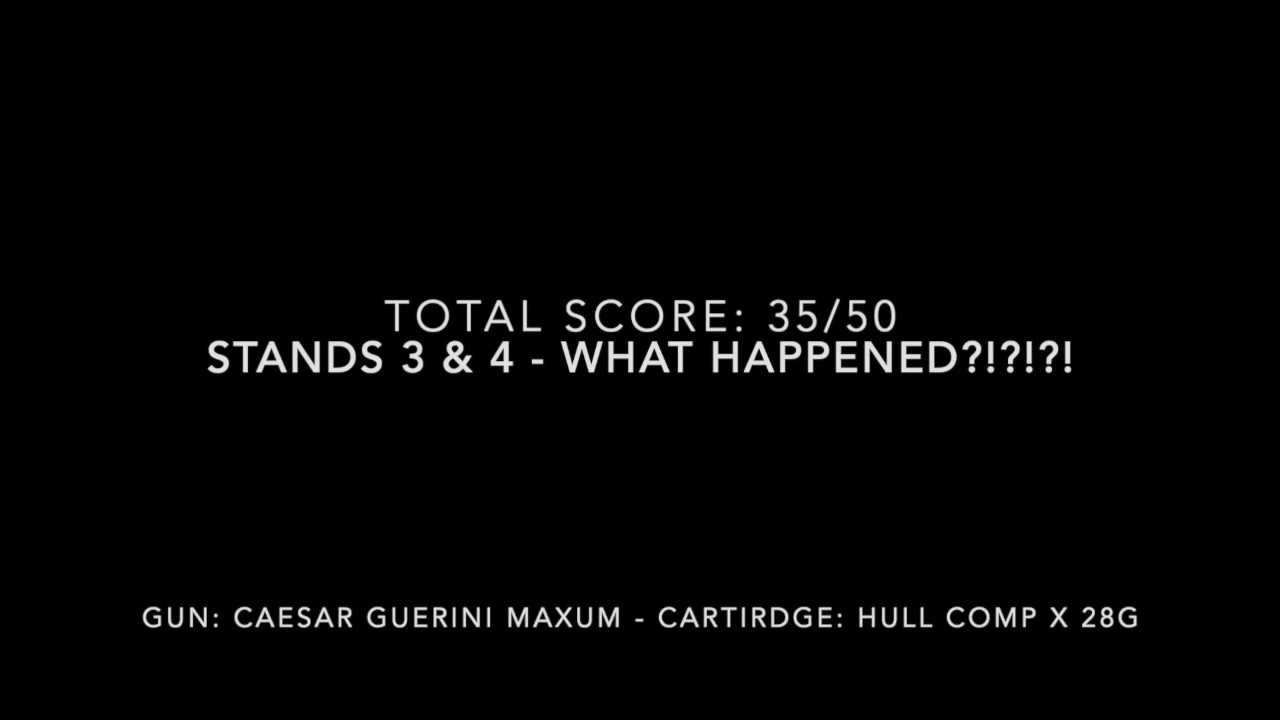 TOTAL SCORE: 35/50
STANDS 3 & 4 - WHAT HAPPENED?!?!?!
GUN: CAESAR GUERINI MAXUM - CARTIRDGE: HULL COMP X 28G